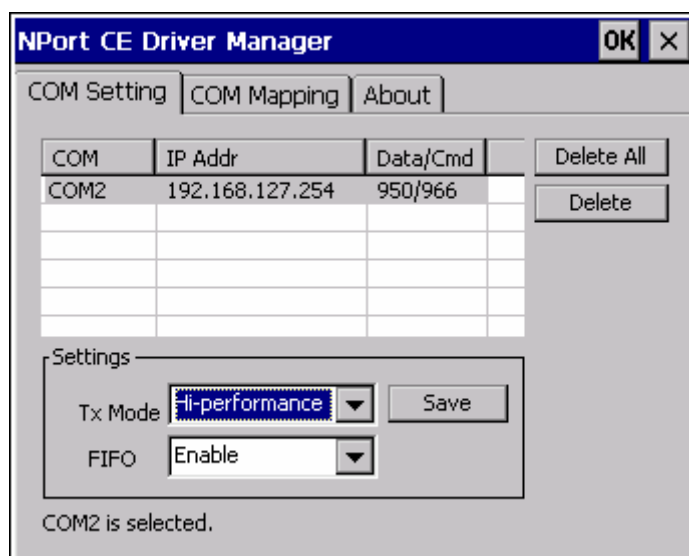 NPort CE Driver Manager OK ×
COM Setting COM Mapping About
COM IP Addr Data/Cmd Delete All
COM2 192.168.127.254 950/966
Delete
Settings
Tx Mode Hi-performance Save
FIFO Enable
COM2 is selected.